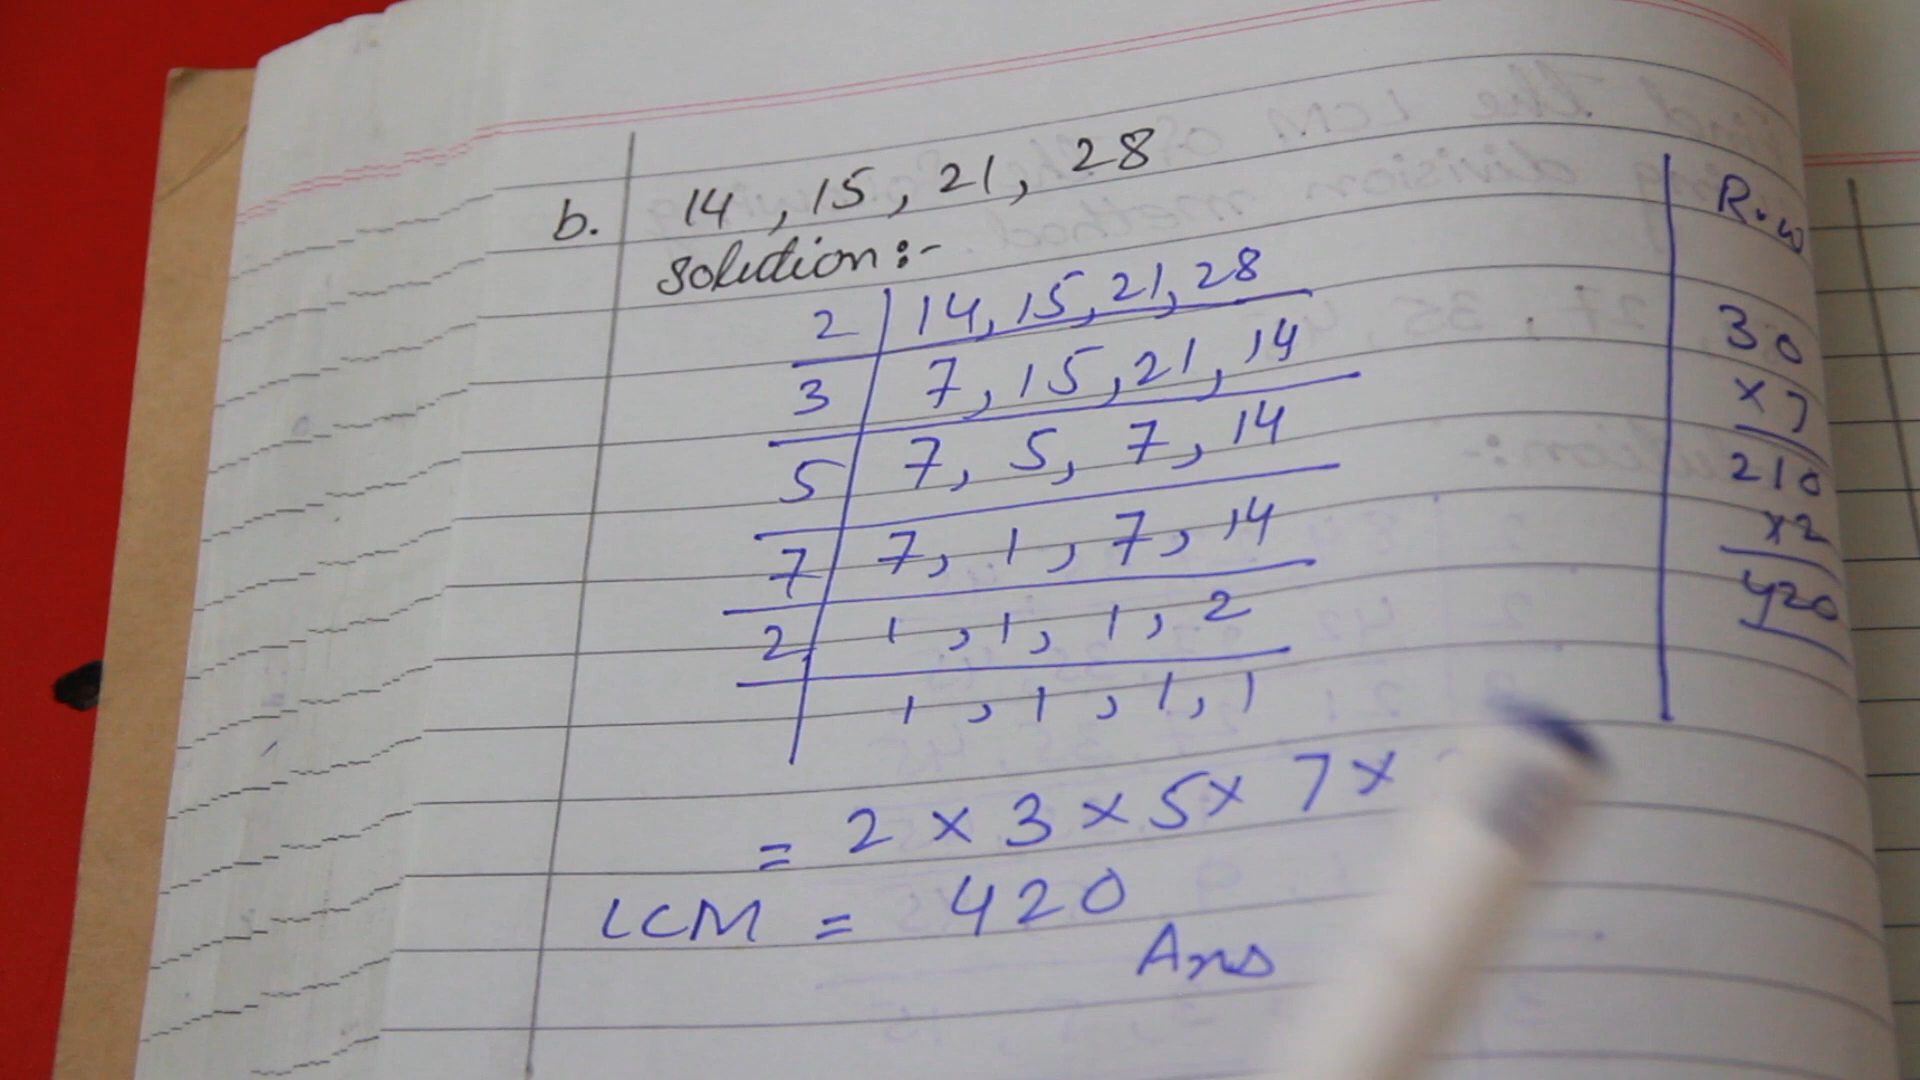 b. 14, 15, 21, 28
solution:-
2 | 14, 15, 21, 28
3 | 7, 15, 21, 14
5 | 7, 5, 7, 14
7 | 7, 1, 7, 14
2 | 1, 1, 1, 2
1, 1, 1, 1
= 2 × 3 × 5 × 7 ×
LCM = 420
Ans
R.w
30
×7
210
×2
420